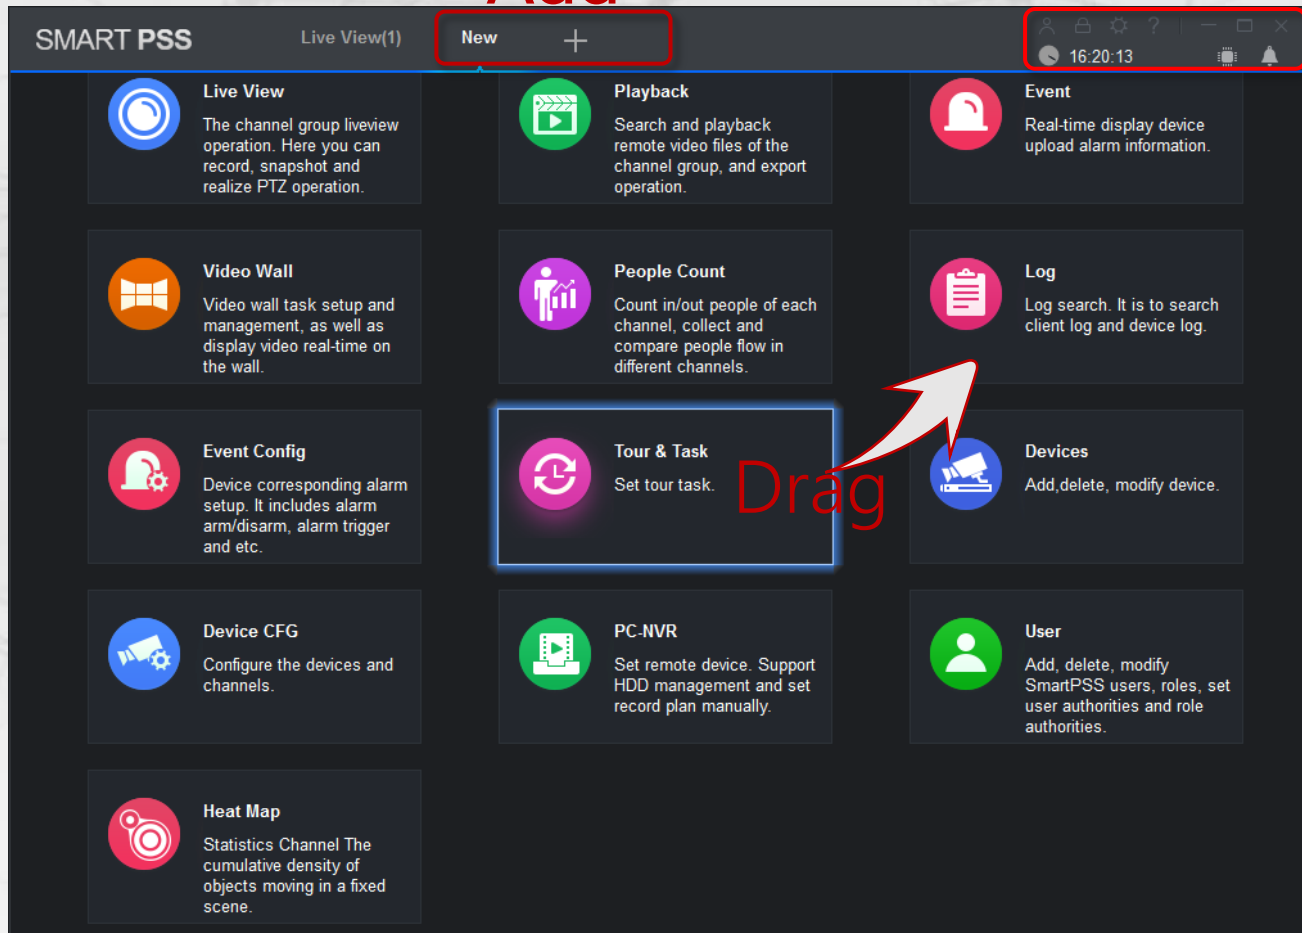 Add
SMART PSS
Live View(1)
New
16:20:13
Live View
The channel group liveview
operation. Here you can
record, snapshot and
realize PTZ operation.
Playback
Search and playback
remote video files of the
channel group, and export
operation.
Event
Real-time display device
upload alarm information.
Video Wall
Video wall task setup and
management, as well as
display video real-time on
the wall.
People Count
Count in/out people of each
channel, collect and
compare people flow in
different channels.
Log
Log search. It is to search
client log and device log.
Event Config
Device corresponding alarm
setup. It includes alarm
arm/disarm, alarm trigger
and etc.
Tour & Task
Set tour task.
Drag
Devices
Add,delete, modify device.
Device CFG
Configure the devices and
channels.
PC-NVR
Set remote device. Support
HDD management and set
record plan manually.
User
Add, delete, modify
SmartPSS users, roles, set
user authorities and role
authorities.
Heat Map
Statistics Channel The
cumulative density of
objects moving in a fixed
scene.